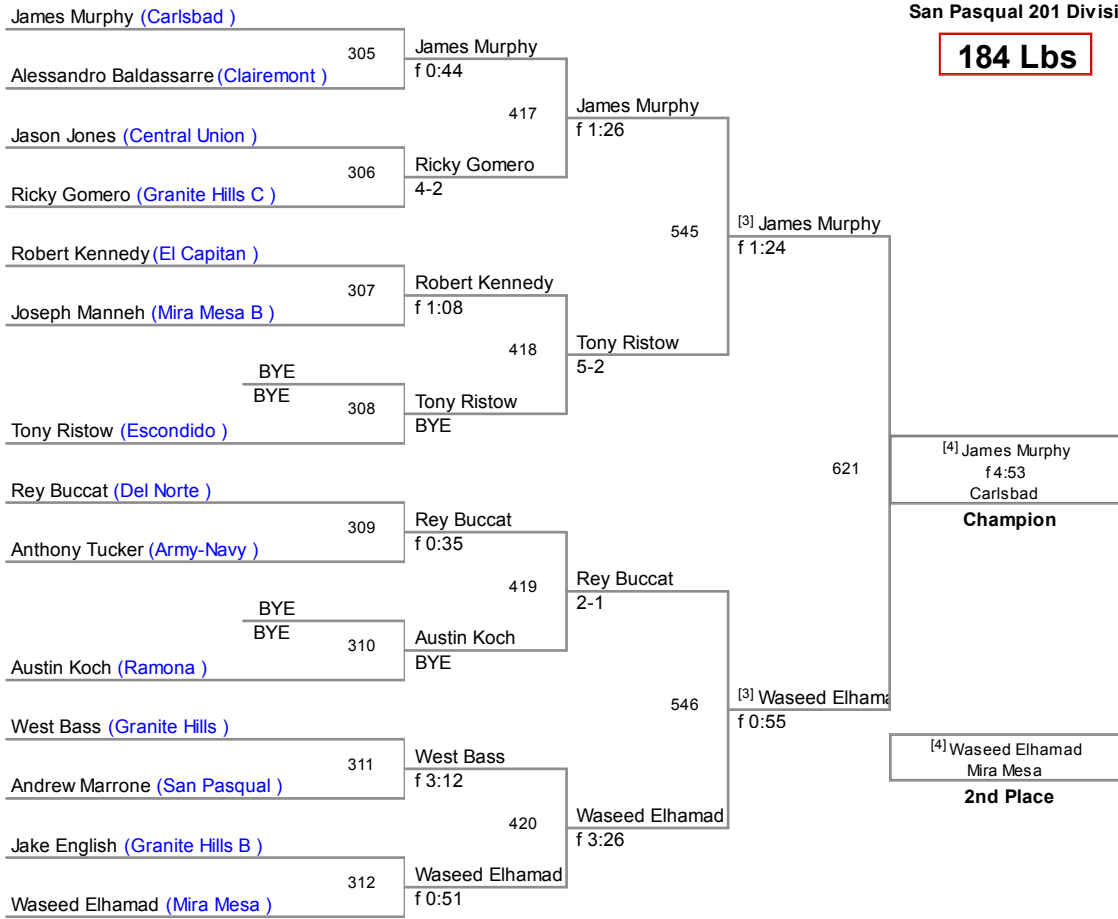 San Pasqual 201 Divisi
184 Lbs
James Murphy (Carlsbad )
305
Alessandro Baldassarre (Clairemont )
James Murphy
f 0:44
417
Jason Jones (Central Union )
306
Ricky Gomero (Granite Hills C )
Ricky Gomero
4-2
James Murphy
f 1:26
545
Robert Kennedy (El Capitan )
307
Joseph Manneh (Mira Mesa B )
Robert Kennedy
f 1:08
418
BYE
BYE
308
Tony Ristow (Escondido )
Tony Ristow
BYE
Tony Ristow
5-2
[3] James Murphy
f 1:24
621
Rey Buccat (Del Norte )
309
Anthony Tucker (Army-Navy )
Rey Buccat
f 0:35
419
BYE
BYE
310
Austin Koch (Ramona )
Austin Koch
BYE
Rey Buccat
2-1
546
West Bass (Granite Hills )
311
Andrew Marrone (San Pasqual )
West Bass
f 3:12
420
Jake English (Granite Hills B )
312
Waseed Elhamad (Mira Mesa )
Waseed Elhamad
f 0:51
Waseed Elhamad
f 3:26
[3] Waseed Elhama
f 0:55
[4] James Murphy
f 4:53
Carlsbad
Champion
[4] Waseed Elhamad
Mira Mesa
2nd Place